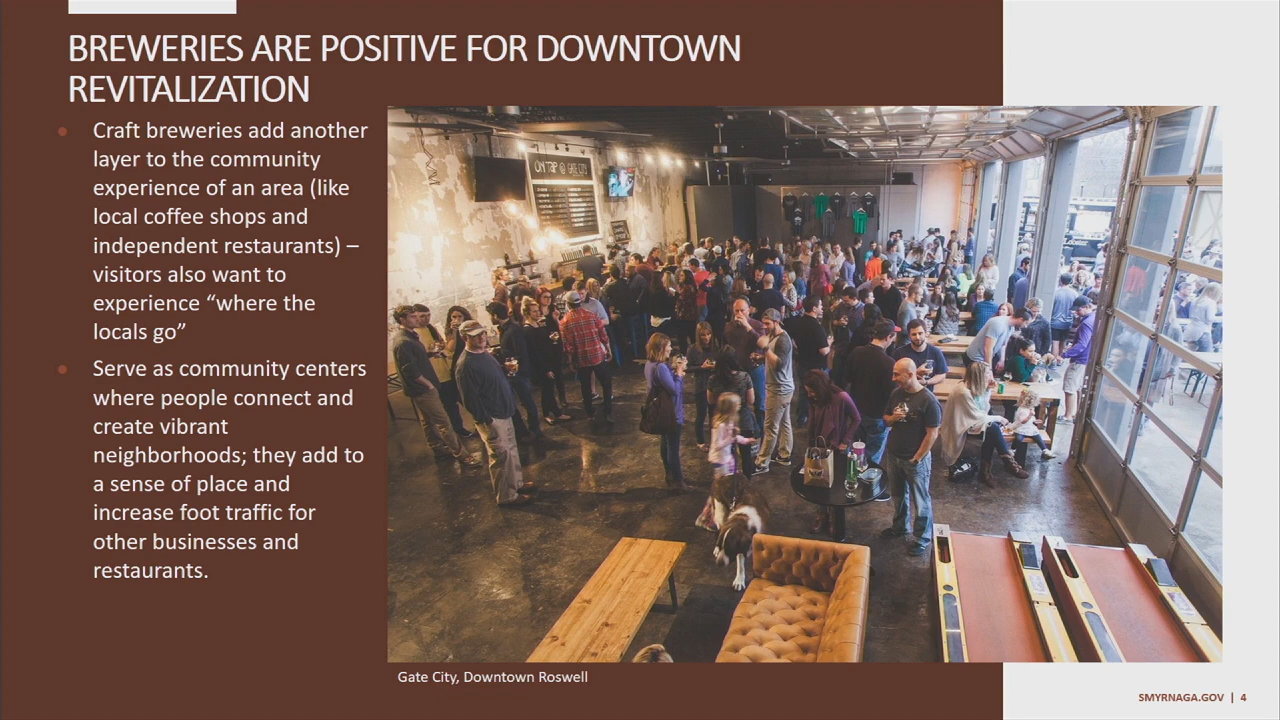 BREWERIES ARE POSITIVE FOR DOWNTOWN
REVITALIZATION
Craft breweries add another
layer to the community
experience of an area (like
local coffee shops and
independent restaurants) –
visitors also want to
experience “where the
locals go”
Serve as community centers
where people connect and
create vibrant
neighborhoods; they add to
a sense of place and
increase foot traffic for
other businesses and
restaurants.
ON TAP @ GATE CITY
Gate City, Downtown Roswell
SMYRNAGA.GOV | 4